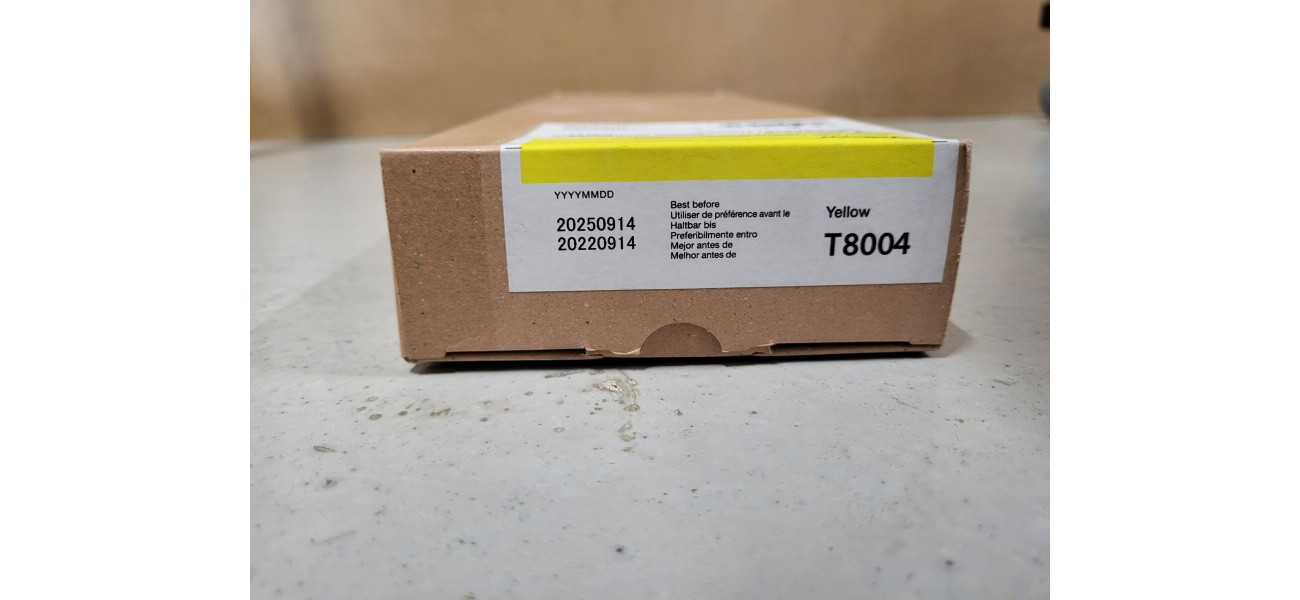 YYYYMMDD
20250914
20220914
Best before
Utiliser de préférence avant le
Haltbar bis
Preferibilmente entro
Mejor antes de
Melhor antes de
Yellow
T8004